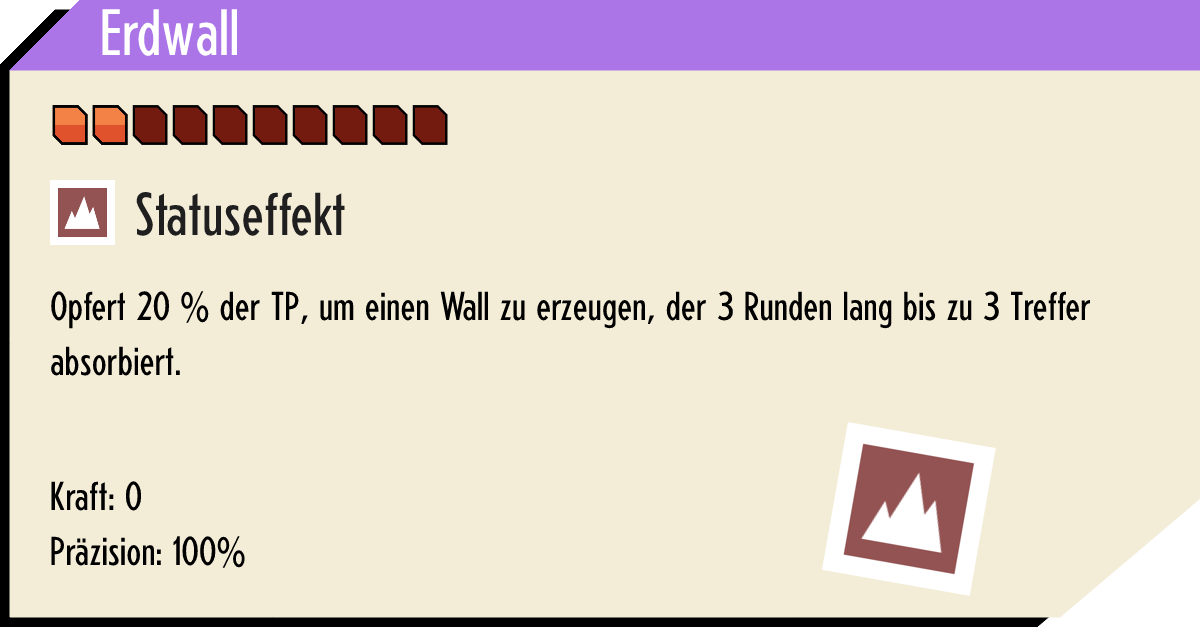 Erdwall
Statuseffekt
Opfert 20 % der TP, um einen Wall zu erzeugen, der 3 Runden lang bis zu 3 Treffer
absorbiert.
Kraft: 0
Präzision: 100%